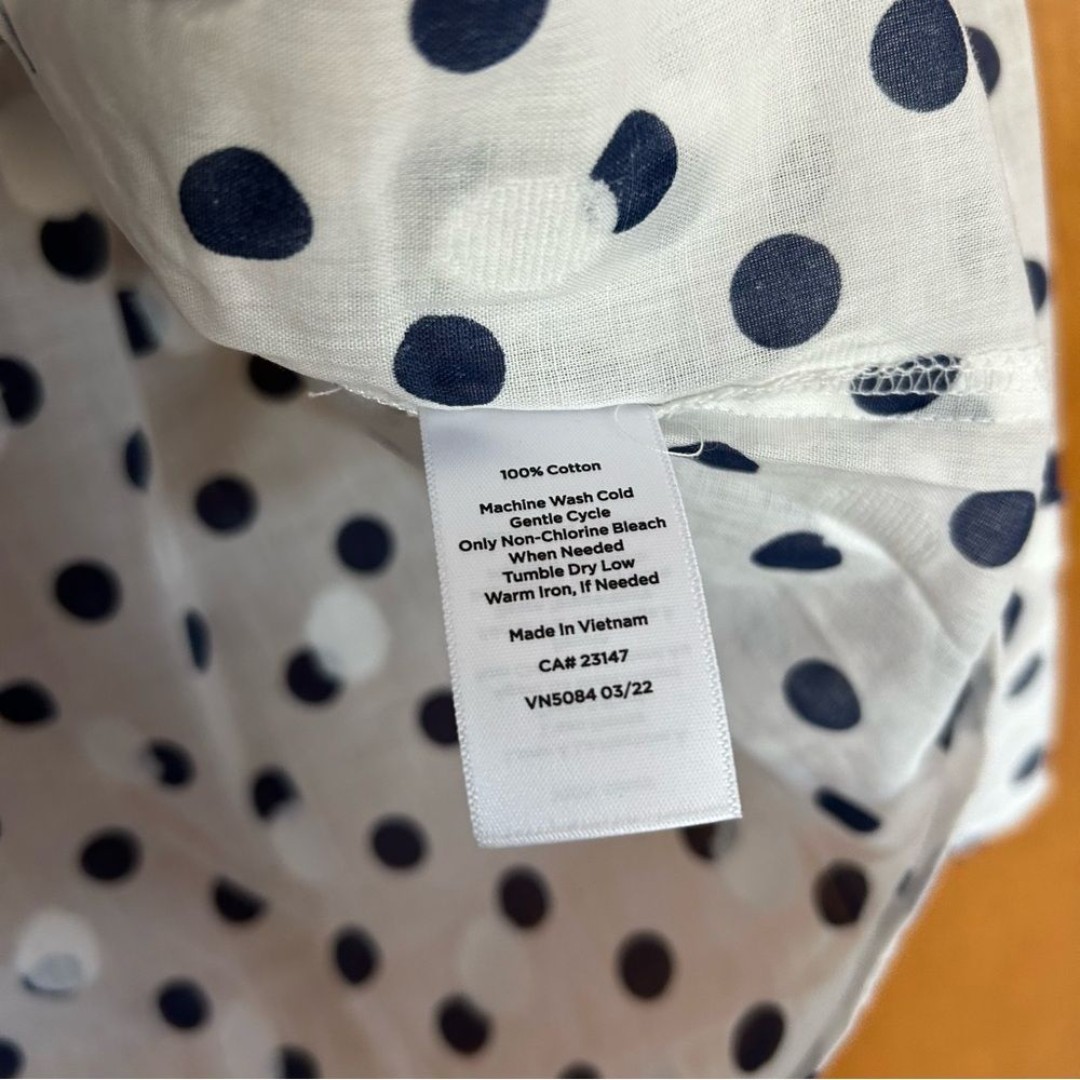 100% Cotton
Machine Wash Cold
Gentle Cycle
Only Non-Chlorine Bleach
When Needed
Tumble Dry Low
Warm Iron, If Needed
Made In Vietnam
CA# 23147
VN5084 03/22